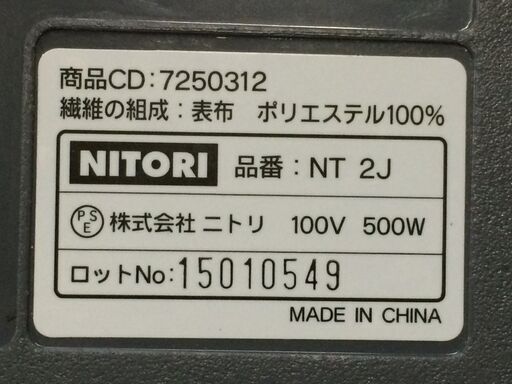 商品CD:7250312
繊維の組成:表布 ポリエステル100%
NITORI 品番:NT 2J
PSE 株式会社 ニトリ 100V 500W
ロットNo:15010549
MADE IN CHINA